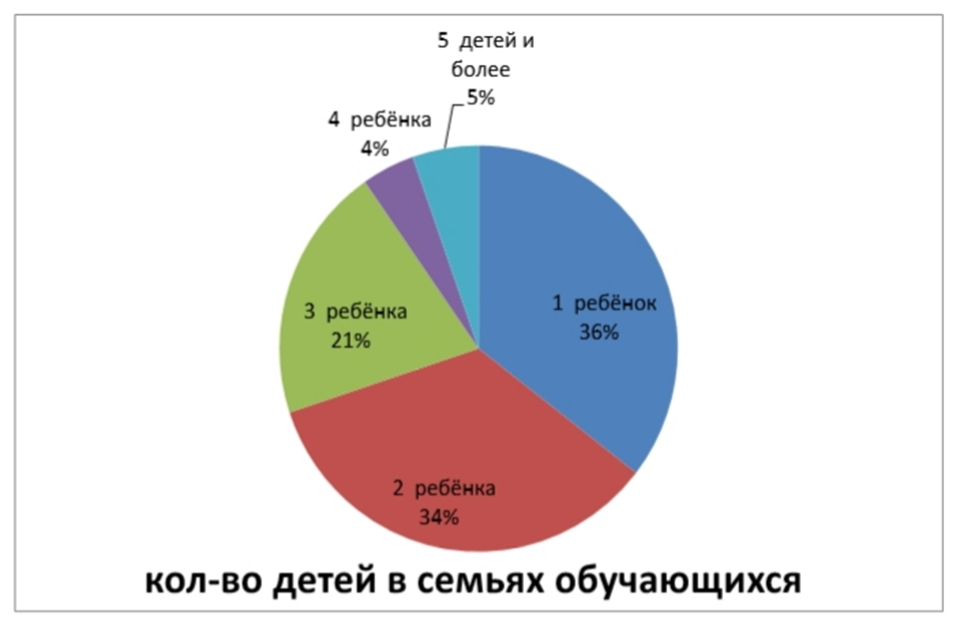 5 детей и
более
5%
4 ребёнка
4%
1 ребёнок
36%
3 ребёнка
21%
2 ребёнка
34%
кол-во детей в семьях обучающихся